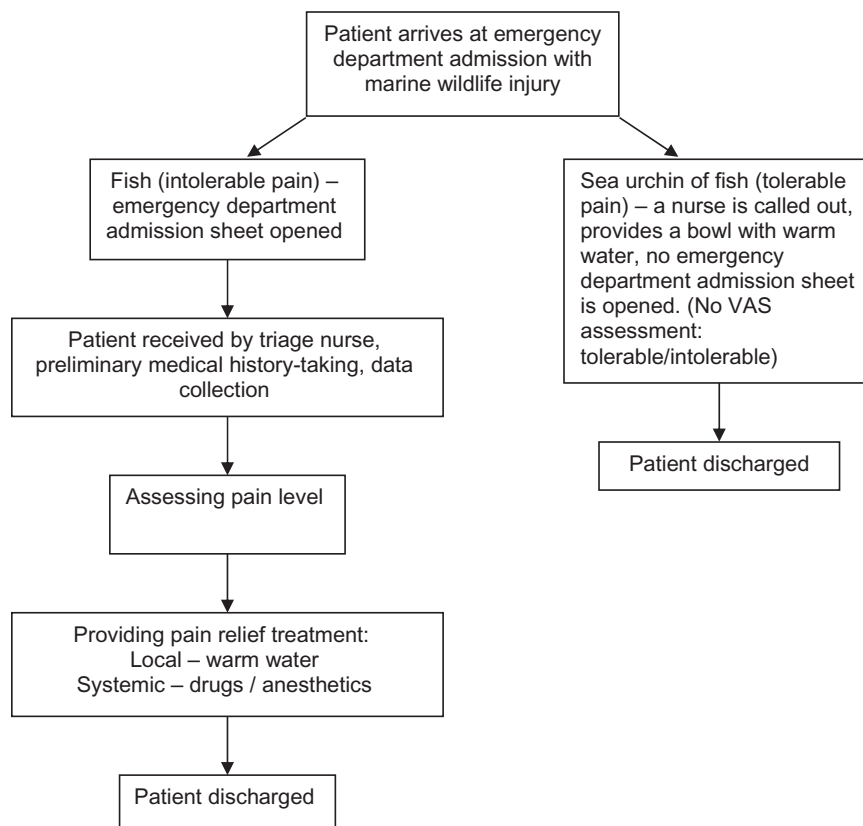 Patient arrives at emergency
department admission with
marine wildlife injury
Fish (intolerable pain) –
emergency department
admission sheet opened
Patient received by triage nurse,
preliminary medical history-taking, data
collection
Assessing pain level
Providing pain relief treatment:
Local – warm water
Systemic – drugs / anesthetics
Patient discharged
Sea urchin of fish (tolerable
pain) – a nurse is called out,
provides a bowl with warm
water, no emergency
department admission sheet
is opened. (No VAS
assessment:
tolerable/intolerable)
Patient discharged